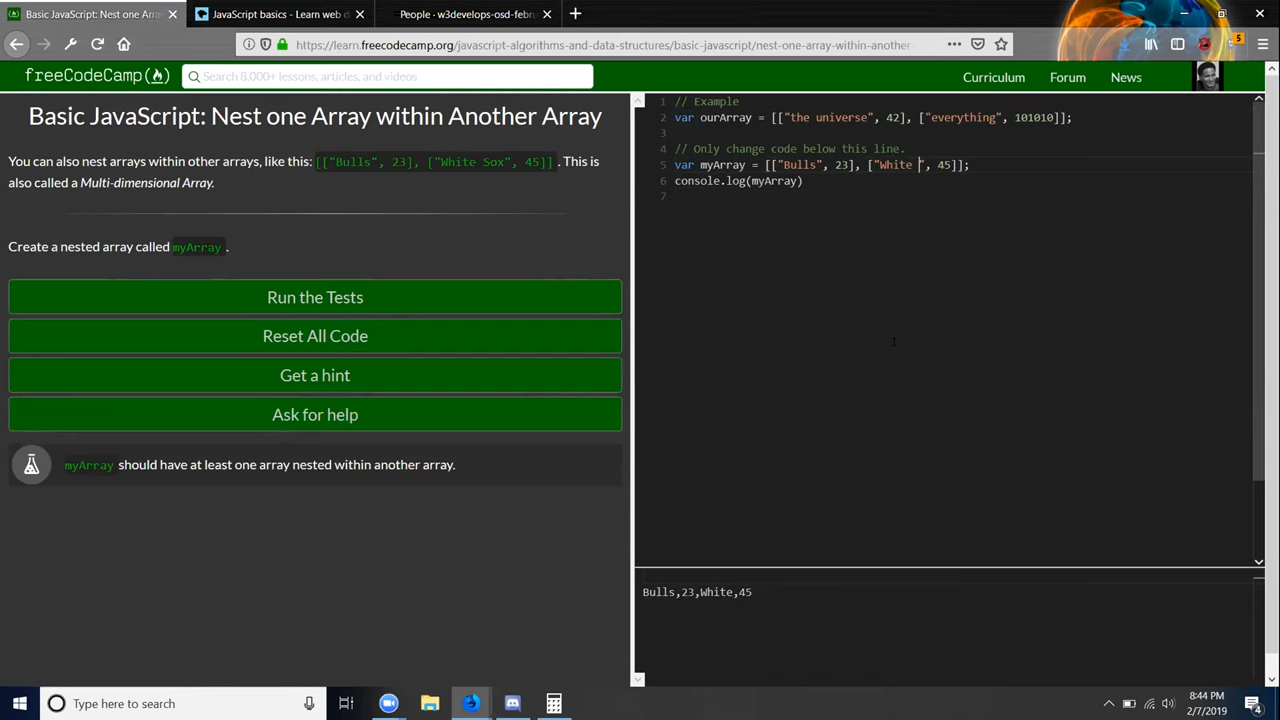 Basic JavaScript: Nest one Arra
JavaScript basics - Learn web d
People · w3develops-osd-febru
https://learn.freecodecamp.org/javascript-algorithms-and-data-structures/basic-javascript/nest-one-array-within-another-
5
freeCodeCamp
Search 8,000+ lessons, articles, and videos
Curriculum
Forum
News
Basic JavaScript: Nest one Array within Another Array
You can also nest arrays within other arrays, like this: [["Bulls", 23], ["White Sox", 45]]. This is
also called a Multi-dimensional Array.
Create a nested array called myArray.
Run the Tests
Reset All Code
Get a hint
Ask for help
myArray should have at least one array nested within another array.
1 // Example
2 var ourArray = [["the universe", 42], ["everything", 101010]];
3
4 // Only change code below this line.
5 var myArray = [["Bulls", 23], ["White ", 45]];
6 console.log(myArray)
7
Bulls,23,White,45
Type here to search
8:44 PM
2/7/2019
4